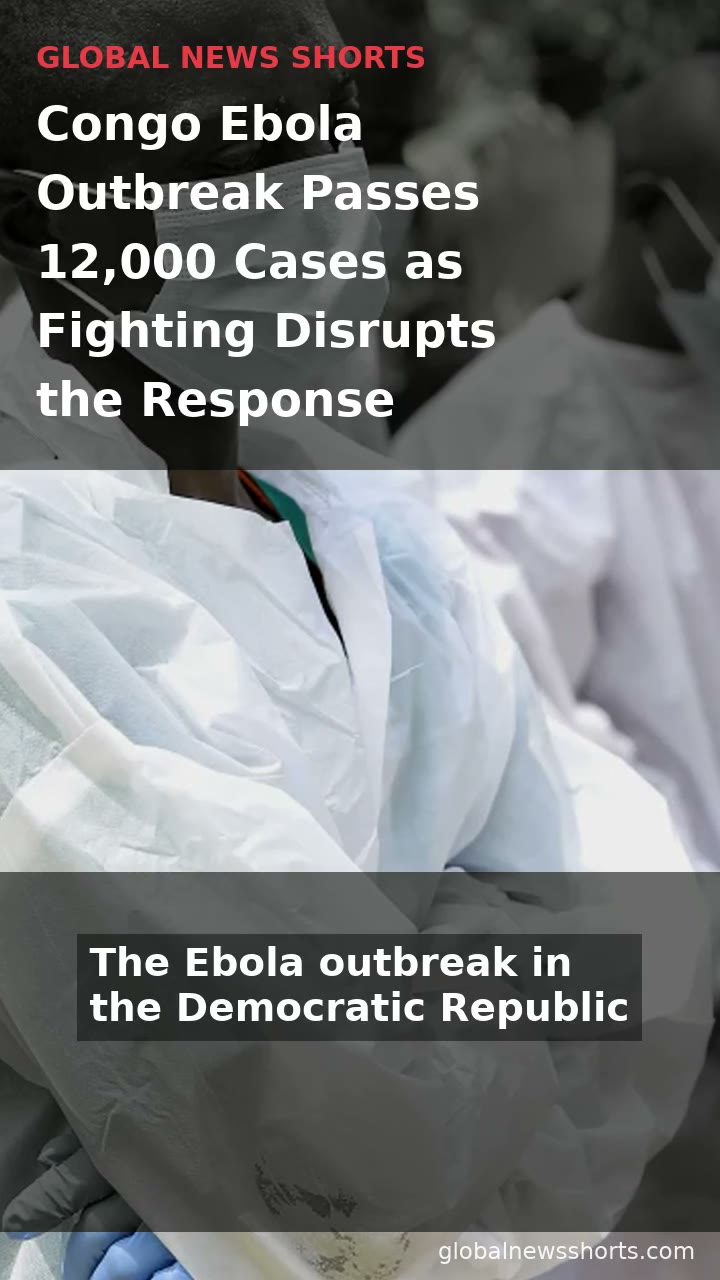 GLOBAL NEWS SHORTS
Congo Ebola
Outbreak Passes
12,000 Cases as
Fighting Disrupts
the Response
The Ebola outbreak in
the Democratic Republic
globalnewsshorts.com